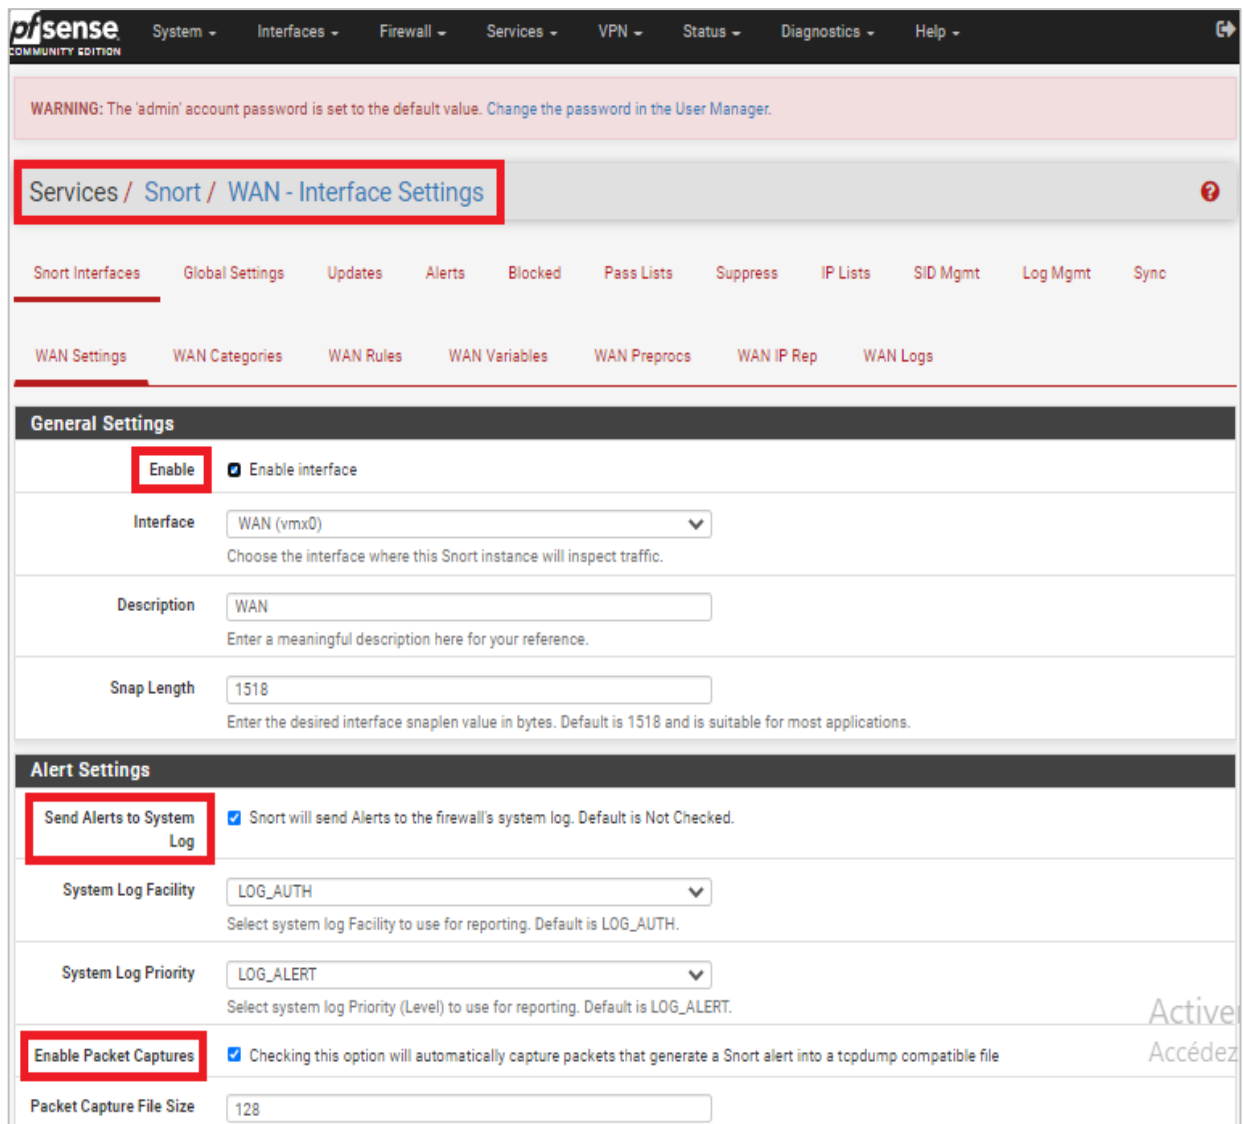 pfsense
COMMUNITY EDITION
System Interfaces Firewall Services VPN Status Diagnostics Help
WARNING: The 'admin' account password is set to the default value. Change the password in the User Manager.
Services / Snort / WAN - Interface Settings
Snort Interfaces Global Settings Updates Alerts Blocked Pass Lists Suppress IP Lists SID Mgmt Log Mgmt Sync
WAN Settings WAN Categories WAN Rules WAN Variables WAN Preprocs WAN IP Rep WAN Logs
General Settings
Enable Enable interface
Interface WAN (vmx0)
Choose the interface where this Snort instance will inspect traffic.
Description WAN
Enter a meaningful description here for your reference.
Snap Length 1518
Enter the desired interface snaplen value in bytes. Default is 1518 and is suitable for most applications.
Alert Settings
Send Alerts to System Snort will send Alerts to the firewall's system log. Default is Not Checked.
Log
System Log Facility LOG_AUTH
Select system log Facility to use for reporting. Default is LOG_AUTH.
System Log Priority LOG_ALERT
Select system log Priority (Level) to use for reporting. Default is LOG_ALERT.
Active
Enable Packet Captures Checking this option will automatically capture packets that generate a Snort alert into a tcpdump compatible file
Accédez
Packet Capture File Size 128